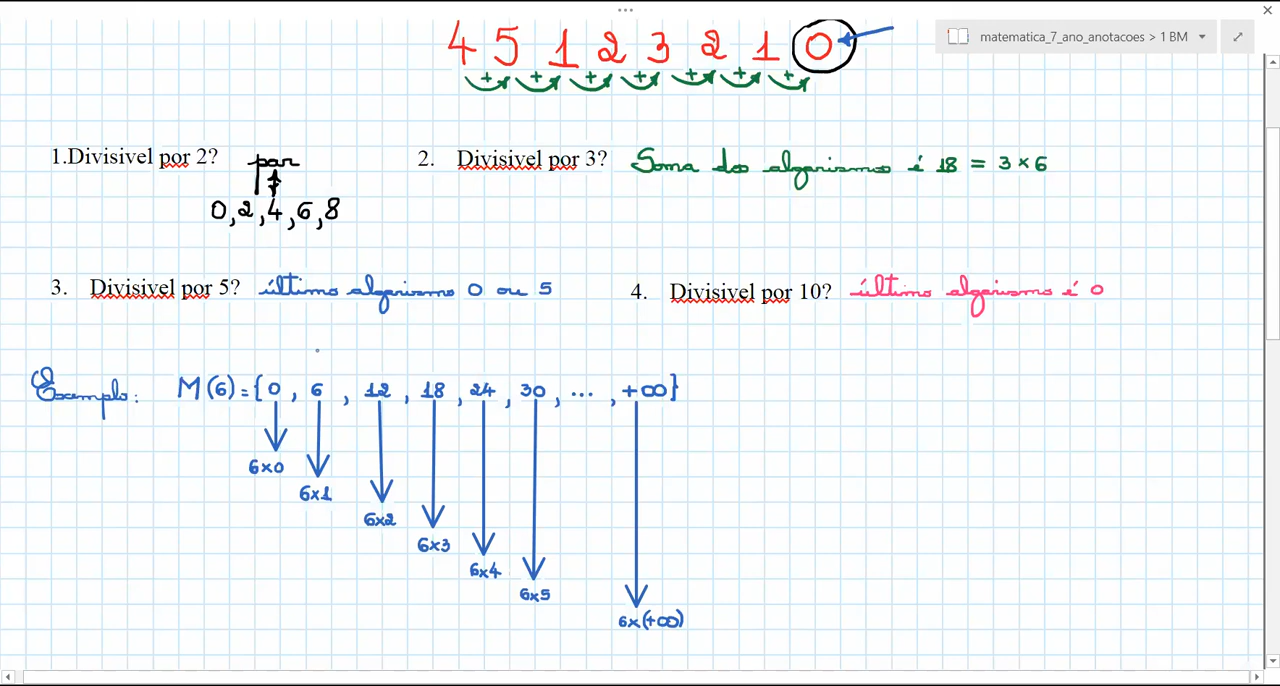 matematica_7_ano_anotacoes > 1 BM
4 5 1 2 3 2 1 0
+ + + + + + +
1.Divisivel por 2? par
0, 2, 4, 6, 8
2. Divisivel por 3? Soma dos algarismos é 18 = 3 × 6
3. Divisivel por 5? último algarismo 0 ou 5
4. Divisivel por 10? último algarismo é 0
Exemplo: M(6) = {0, 6, 12, 18, 24, 30, ..., +∞}
6×0
6×1
6×2
6×3
6×4
6×5
6×(+∞)